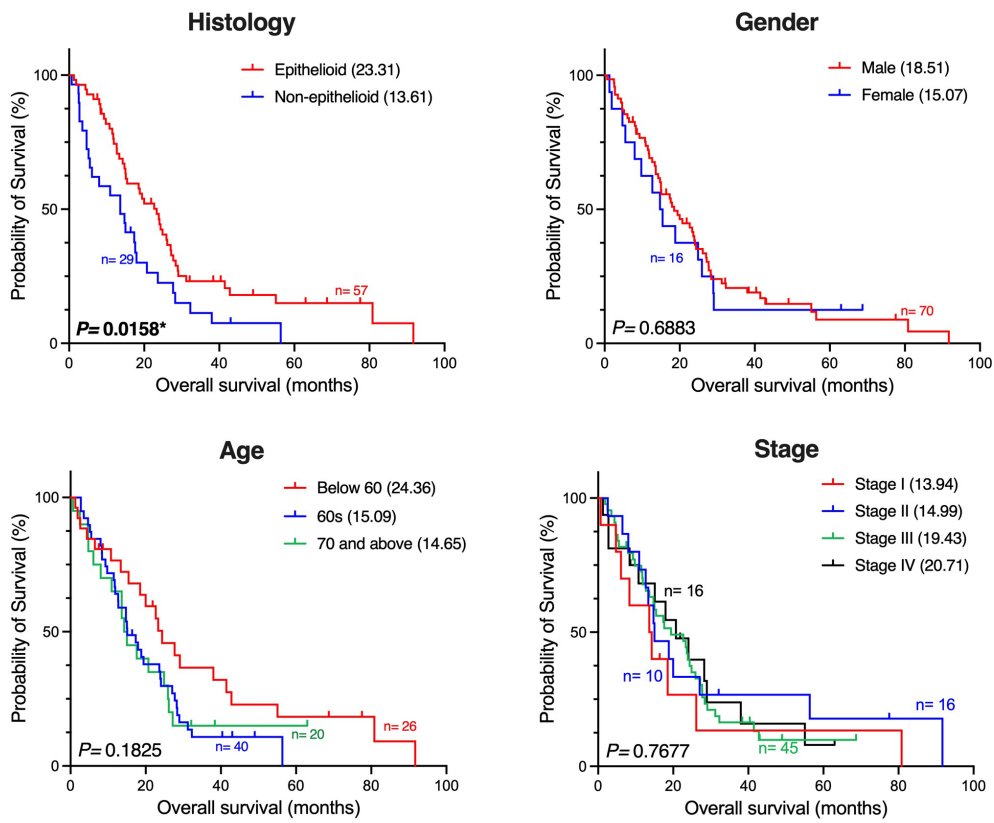 Histology
Epithelioid (23.31)
Non-epithelioid (13.61)
Probability of Survival (%)
100
50
0
n= 29
n= 57
P= 0.0158*
0 20 40 60 80 100
Overall survival (months)
Gender
Male (18.51)
Female (15.07)
Probability of Survival (%)
100
50
0
n= 16
n= 70
P= 0.6883
0 20 40 60 80 100
Overall survival (months)
Age
Below 60 (24.36)
60s (15.09)
70 and above (14.65)
Probability of Survival (%)
100
50
0
n= 26
n= 20
n= 40
P= 0.1825
0 20 40 60 80 100
Overall survival (months)
Stage
Stage I (13.94)
Stage II (14.99)
Stage III (19.43)
Stage IV (20.71)
Probability of Survival (%)
100
50
0
n= 16
n= 10
n= 16
n= 45
P= 0.7677
0 20 40 60 80 100
Overall survival (months)